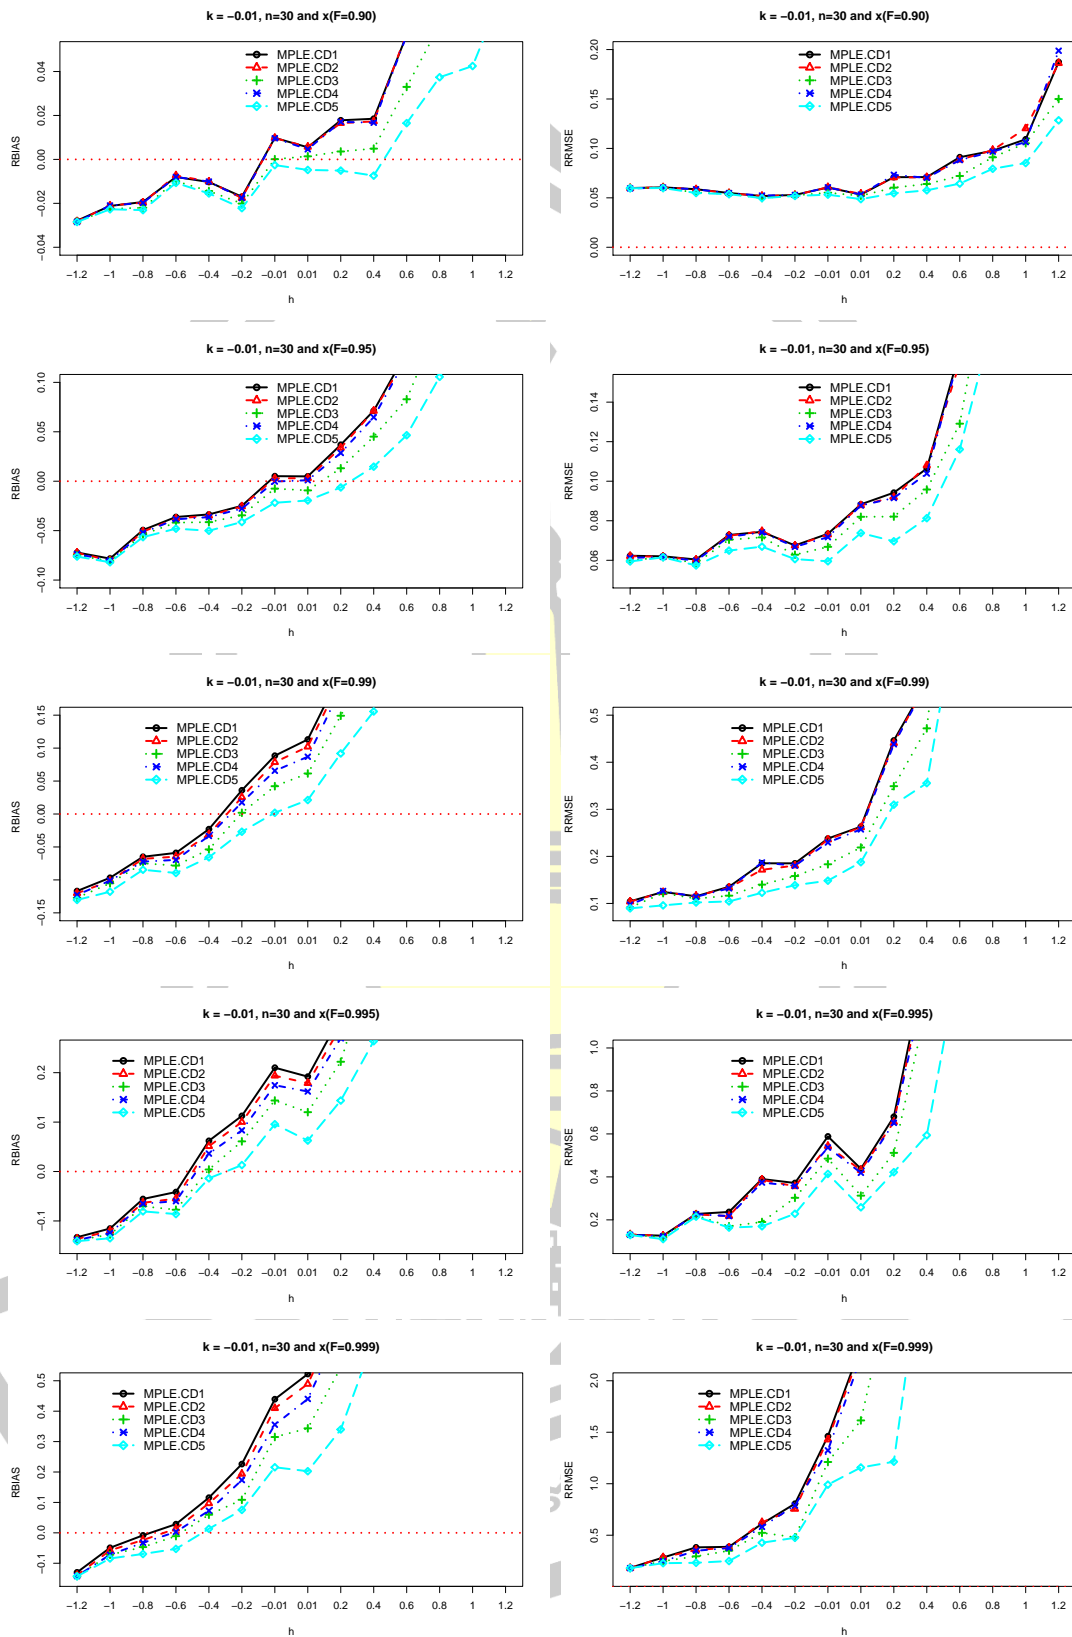 k = −0.01, n=30 and x(F=0.90)
RBIAS
0.04
0.02
0.00
−0.02
−0.04
MPLE.CD1
MPLE.CD2
MPLE.CD3
MPLE.CD4
MPLE.CD5
−1.2 −1 −0.8 −0.6 −0.4 −0.2 −0.01 0.01 0.2 0.4 0.6 0.8 1 1.2
h
k = −0.01, n=30 and x(F=0.90)
RRMSE
0.20
0.15
0.10
0.05
0.00
MPLE.CD1
MPLE.CD2
MPLE.CD3
MPLE.CD4
MPLE.CD5
−1.2 −1 −0.8 −0.6 −0.4 −0.2 −0.01 0.01 0.2 0.4 0.6 0.8 1 1.2
h
k = −0.01, n=30 and x(F=0.95)
RBIAS
0.10
0.05
0.00
−0.05
−0.10
MPLE.CD1
MPLE.CD2
MPLE.CD3
MPLE.CD4
MPLE.CD5
−1.2 −1 −0.8 −0.6 −0.4 −0.2 −0.01 0.01 0.2 0.4 0.6 0.8 1 1.2
h
k = −0.01, n=30 and x(F=0.95)
RRMSE
0.14
0.12
0.10
0.08
0.06
MPLE.CD1
MPLE.CD2
MPLE.CD3
MPLE.CD4
MPLE.CD5
−1.2 −1 −0.8 −0.6 −0.4 −0.2 −0.01 0.01 0.2 0.4 0.6 0.8 1 1.2
h
k = −0.01, n=30 and x(F=0.99)
RBIAS
0.15
0.10
0.05
0.00
−0.05
−0.15
MPLE.CD1
MPLE.CD2
MPLE.CD3
MPLE.CD4
MPLE.CD5
−1.2 −1 −0.8 −0.6 −0.4 −0.2 −0.01 0.01 0.2 0.4 0.6 0.8 1 1.2
h
k = −0.01, n=30 and x(F=0.99)
RRMSE
0.5
0.4
0.3
0.2
0.1
MPLE.CD1
MPLE.CD2
MPLE.CD3
MPLE.CD4
MPLE.CD5
−1.2 −1 −0.8 −0.6 −0.4 −0.2 −0.01 0.01 0.2 0.4 0.6 0.8 1 1.2
h
k = −0.01, n=30 and x(F=0.995)
RBIAS
0.2
0.1
0.0
−0.1
MPLE.CD1
MPLE.CD2
MPLE.CD3
MPLE.CD4
MPLE.CD5
−1.2 −1 −0.8 −0.6 −0.4 −0.2 −0.01 0.01 0.2 0.4 0.6 0.8 1 1.2
h
k = −0.01, n=30 and x(F=0.995)
RRMSE
1.0
0.8
0.6
0.4
0.2
MPLE.CD1
MPLE.CD2
MPLE.CD3
MPLE.CD4
MPLE.CD5
−1.2 −1 −0.8 −0.6 −0.4 −0.2 −0.01 0.01 0.2 0.4 0.6 0.8 1 1.2
h
k = −0.01, n=30 and x(F=0.999)
RBIAS
0.5
0.4
0.3
0.2
0.1
0.0
−0.1
MPLE.CD1
MPLE.CD2
MPLE.CD3
MPLE.CD4
MPLE.CD5
−1.2 −1 −0.8 −0.6 −0.4 −0.2 −0.01 0.01 0.2 0.4 0.6 0.8 1 1.2
h
k = −0.01, n=30 and x(F=0.999)
RRMSE
2.0
1.5
1.0
0.5
MPLE.CD1
MPLE.CD2
MPLE.CD3
MPLE.CD4
MPLE.CD5
−1.2 −1 −0.8 −0.6 −0.4 −0.2 −0.01 0.01 0.2 0.4 0.6 0.8 1 1.2
h